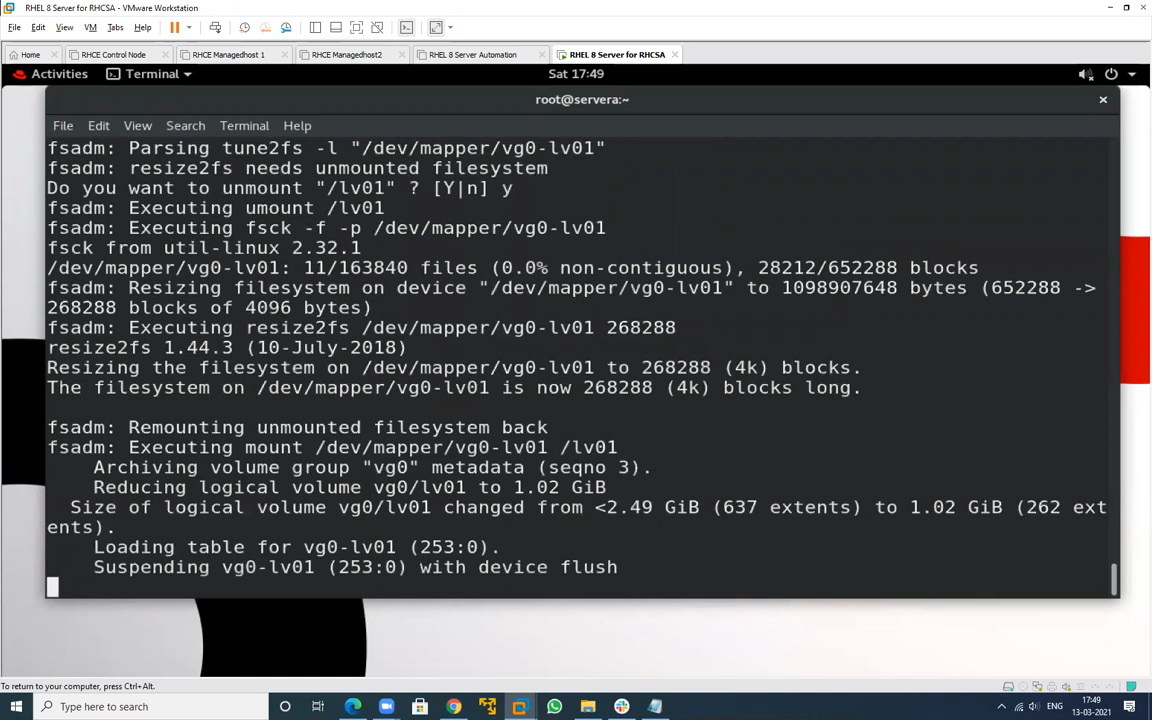 RHEL 8 Server for RHCSA - VMware Workstation
File Edit View VM Tabs Help
Home RHCE Control Node RHCE Managedhost 1 RHCE Managedhost2 RHEL 8 Server Automation RHEL 8 Server for RHCSA
Activities Terminal Sat 17:49
root@servera:~
File Edit View Search Terminal Help
fsadm: Parsing tune2fs -l "/dev/mapper/vg0-lv01"
fsadm: resize2fs needs unmounted filesystem
Do you want to unmount "/lv01" ? [Y|n] y
fsadm: Executing umount /lv01
fsadm: Executing fsck -f -p /dev/mapper/vg0-lv01
fsck from util-linux 2.32.1
/dev/mapper/vg0-lv01: 11/163840 files (0.0% non-contiguous), 28212/652288 blocks
fsadm: Resizing filesystem on device "/dev/mapper/vg0-lv01" to 1098907648 bytes (652288 ->
268288 blocks of 4096 bytes)
fsadm: Executing resize2fs /dev/mapper/vg0-lv01 268288
resize2fs 1.44.3 (10-July-2018)
Resizing the filesystem on /dev/mapper/vg0-lv01 to 268288 (4k) blocks.
The filesystem on /dev/mapper/vg0-lv01 is now 268288 (4k) blocks long.
fsadm: Remounting unmounted filesystem back
fsadm: Executing mount /dev/mapper/vg0-lv01 /lv01
Archiving volume group "vg0" metadata (seqno 3).
Reducing logical volume vg0/lv01 to 1.02 GiB
Size of logical volume vg0/lv01 changed from <2.49 GiB (637 extents) to 1.02 GiB (262 ext
ents).
Loading table for vg0-lv01 (253:0).
Suspending vg0-lv01 (253:0) with device flush
To return to your computer, press Ctrl+Alt.
Type here to search
ENG
17:49
13-03-2021